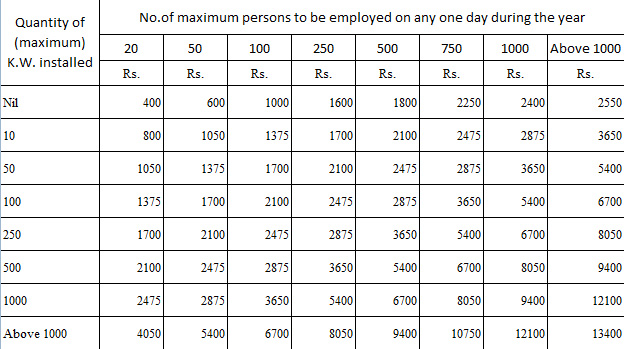 Quantity of (maximum) K.W. installed No.of maximum persons to be employed on any one day during the year
20 50 100 250 500 750 1000 Above 1000
Rs. Rs. Rs. Rs. Rs. Rs. Rs. Rs.
Nil 400 600 1000 1600 1800 2250 2400 2550
10 800 1050 1375 1700 2100 2475 2875 3650
50 1050 1375 1700 2100 2475 2875 3650 5400
100 1375 1700 2100 2475 2875 3650 5400 6700
250 1700 2100 2475 2875 3650 5400 6700 8050
500 2100 2475 2875 3650 5400 6700 8050 9400
1000 2475 2875 3650 5400 6700 8050 9400 12100
Above 1000 4050 5400 6700 8050 9400 10750 12100 13400